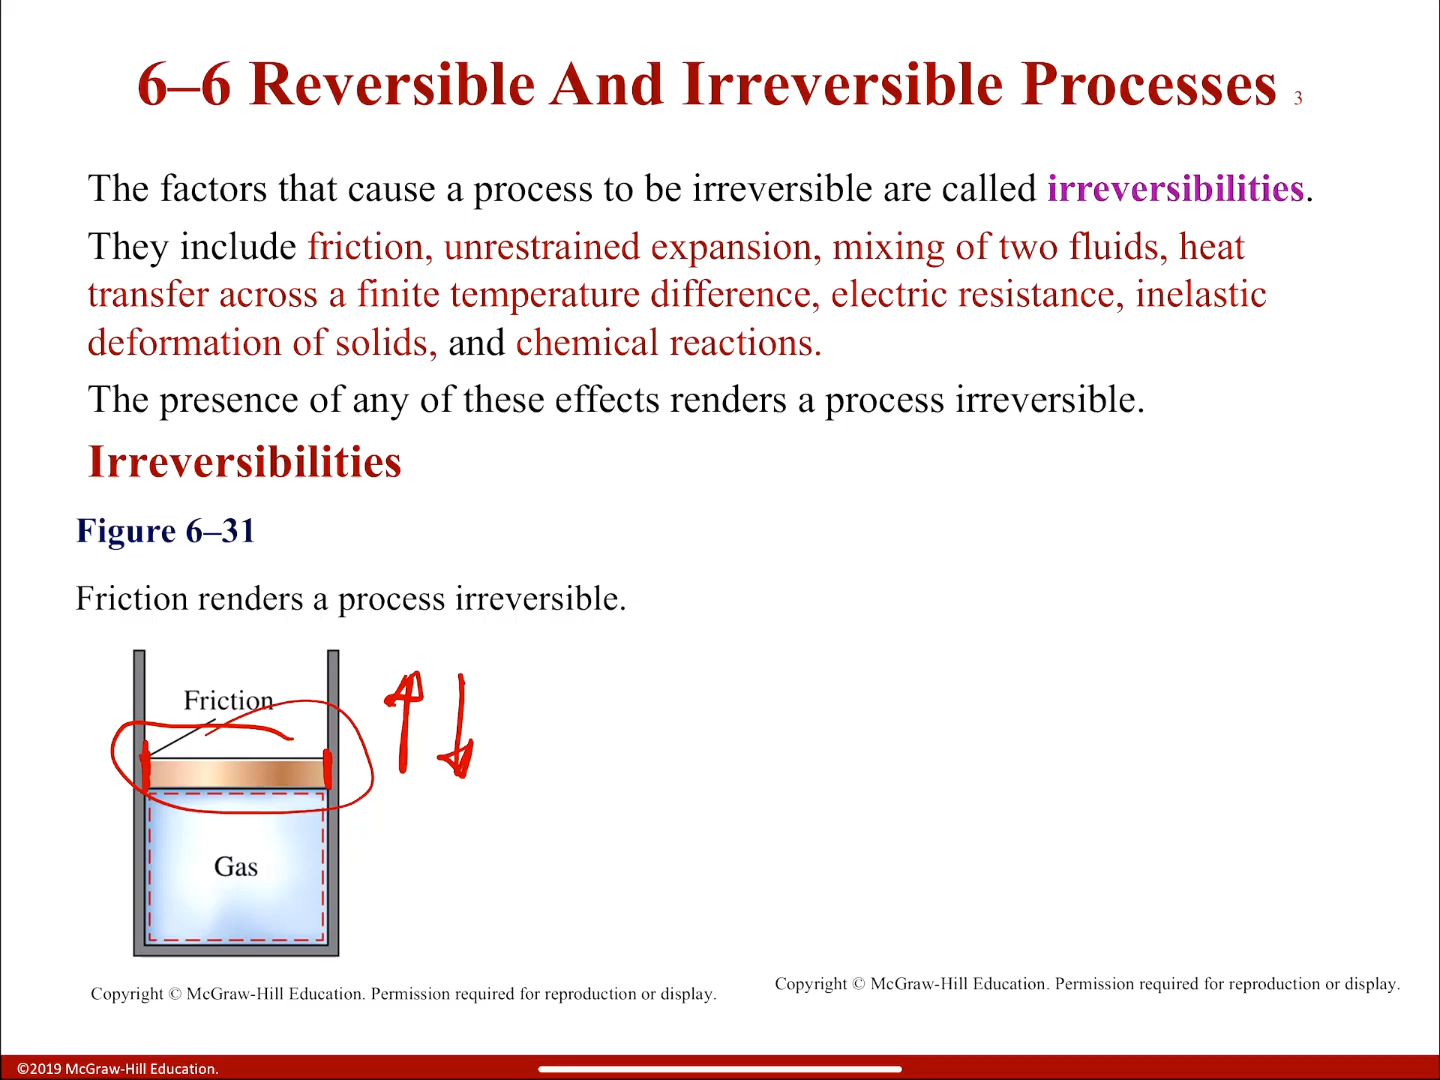 6–6 Reversible And Irreversible Processes 3
The factors that cause a process to be irreversible are called irreversibilities.
They include friction, unrestrained expansion, mixing of two fluids, heat
transfer across a finite temperature difference, electric resistance, inelastic
deformation of solids, and chemical reactions.
The presence of any of these effects renders a process irreversible.
Irreversibilities
Figure 6–31
Friction renders a process irreversible.
Friction
Gas
Copyright © McGraw-Hill Education. Permission required for reproduction or display.
Copyright © McGraw-Hill Education. Permission required for reproduction or display.
©2019 McGraw-Hill Education.